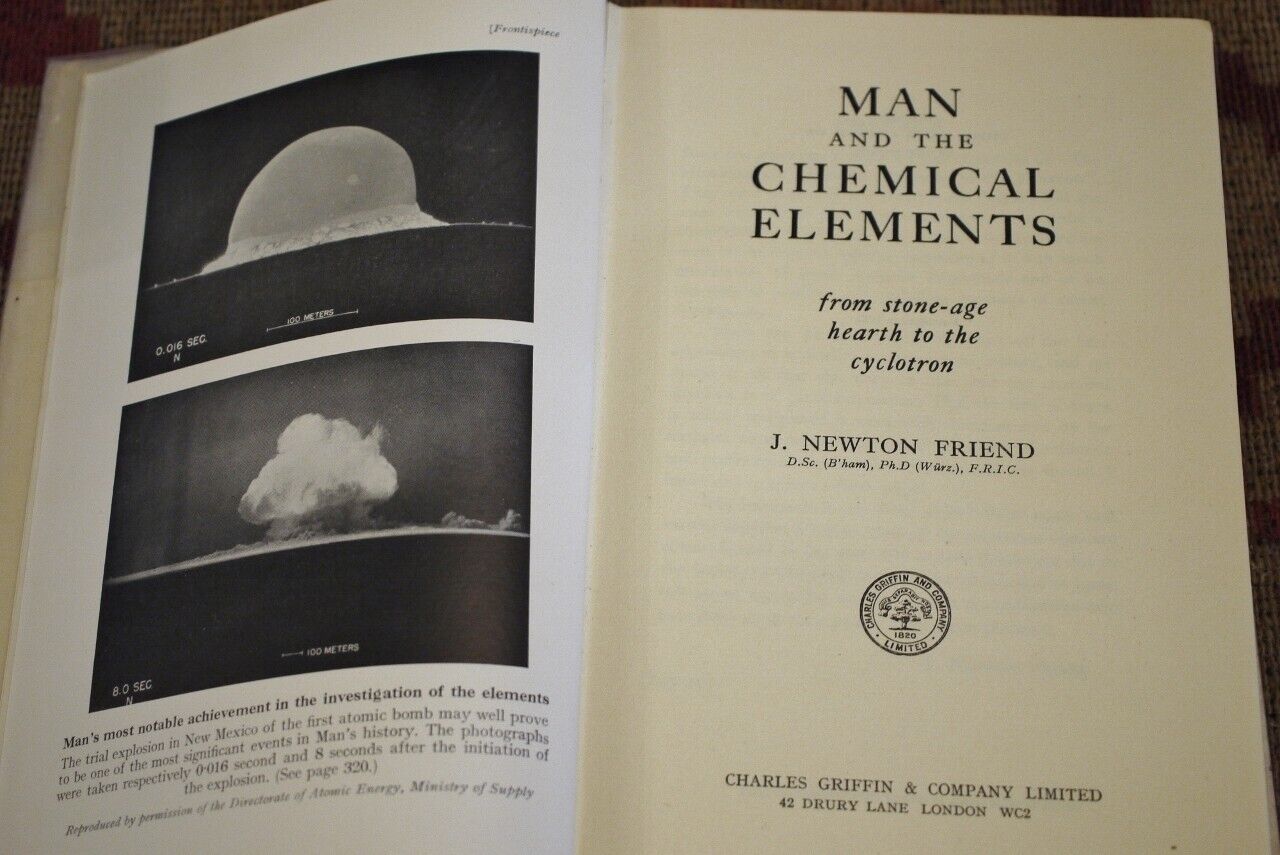 [Frontispiece
100 METERS
0.016 SEC.
N
100 METERS
8.0 SEC
N
Man's most notable achievement in the investigation of the elements
The trial explosion in New Mexico of the first atomic bomb may well prove
to be one of the most significant events in Man's history. The photographs
were taken respectively 0·016 second and 8 seconds after the initiation of
the explosion. (See page 320.)
Reproduced by permission of the Directorate of Atomic Energy, Ministry of Supply
MAN
AND THE
CHEMICAL
ELEMENTS
from stone-age
hearth to the
cyclotron
J. NEWTON FRIEND
D.Sc. (B'ham), Ph.D (Würz.), F.R.I.C.
CHARLES GRIFFIN AND COMPANY
1820
LIMITED
CHARLES GRIFFIN & COMPANY LIMITED
42 DRURY LANE LONDON WC2